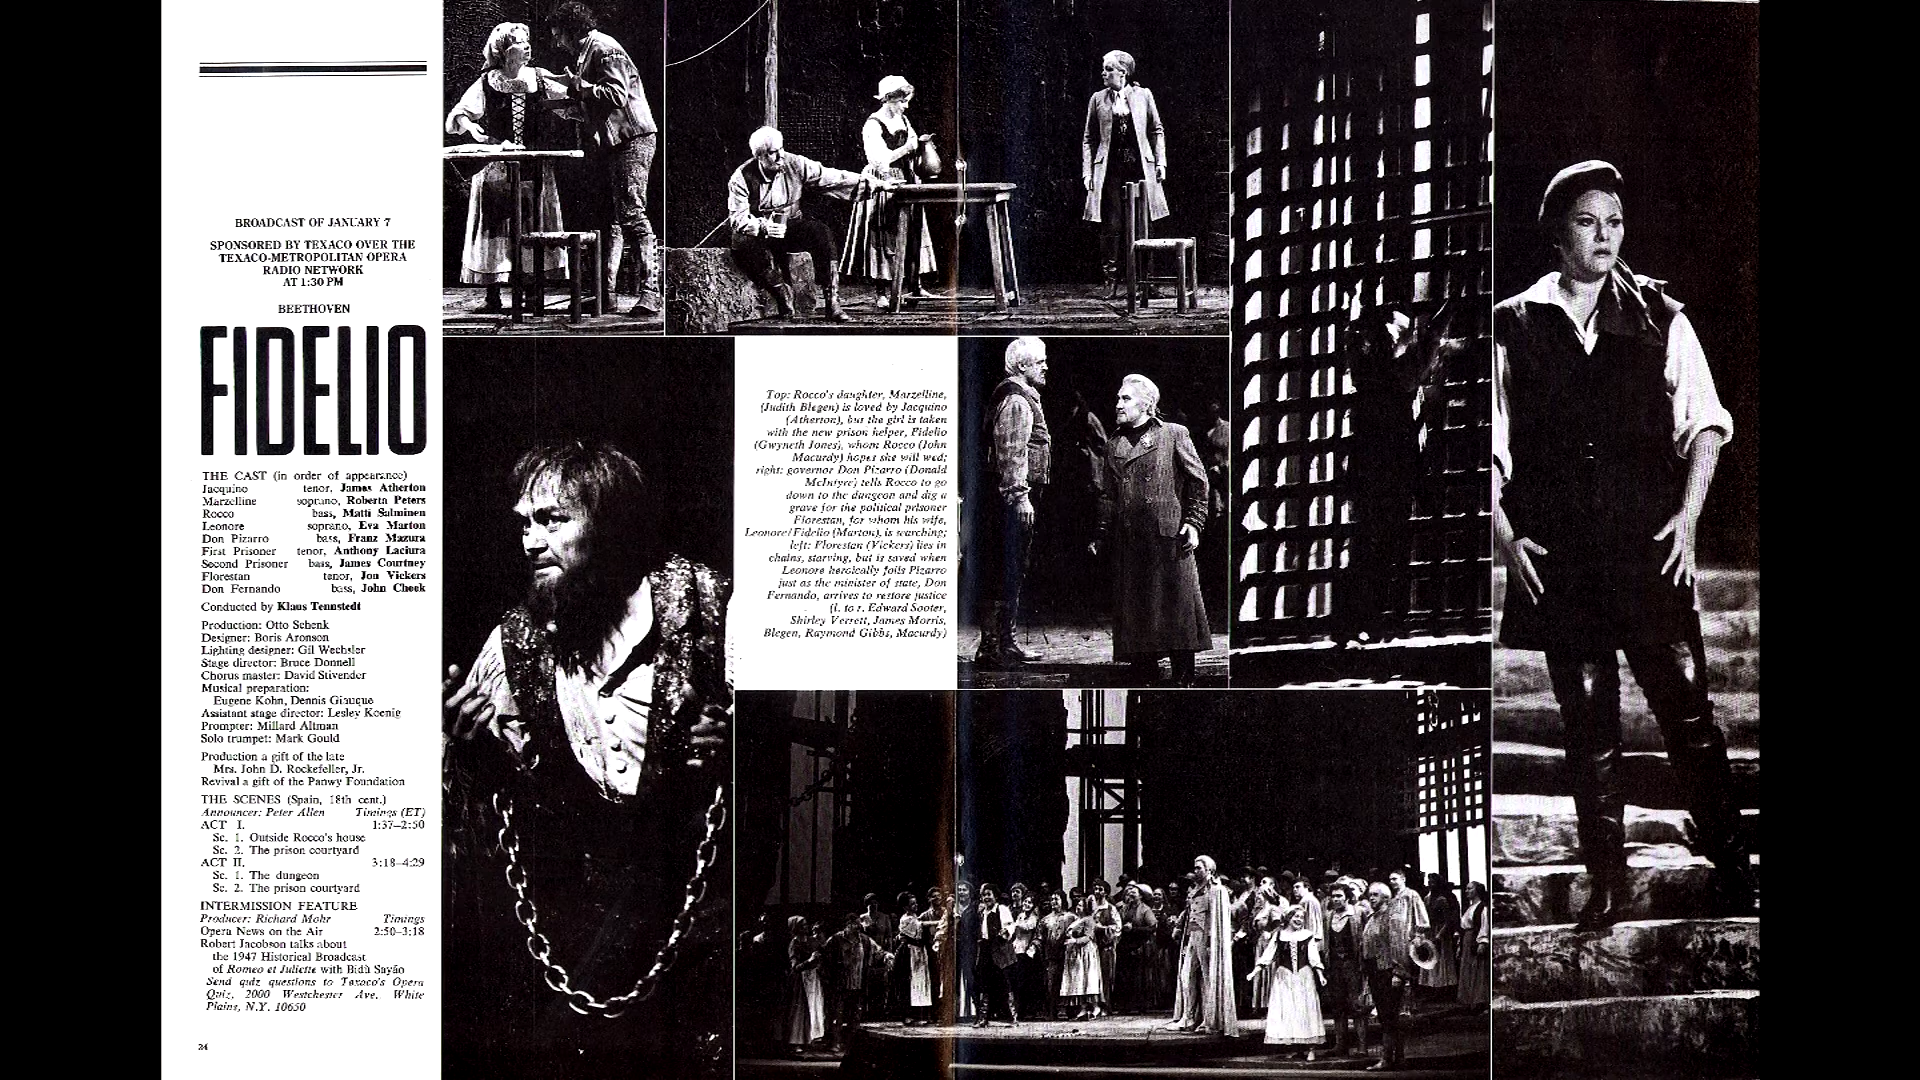 BROADCAST OF JANUARY 7
SPONSORED BY TEXACO OVER THE
TEXACO-METROPOLITAN OPERA
RADIO NETWORK
AT 1:30 PM
BEETHOVEN
FIDELIO
THE CAST (in order of appearance)
Jacquino tenor, James Atherton
Marzelline soprano, Roberta Peters
Rocco bass, Matti Salminen
Leonore soprano, Eva Marton
Don Pizarro bass, Franz Mazura
First Prisoner tenor, Anthony Laciura
Second Prisoner bass, James Courtney
Florestan tenor, Jon Vickers
Don Fernando bass, John Cheek
Conducted by Klaus Tennstedt
Production: Otto Schenk
Designer: Boris Aronson
Lighting designer: Gil Wechsler
Stage director: Bruce Donnell
Chorus master: David Stivender
Musical preparation:
Eugene Kohn, Dennis Giauque
Assistant stage director: Lesley Koenig
Prompter: Millard Altman
Solo trumpet: Mark Gould
Production a gift of the late
Mrs. John D. Rockefeller, Jr.
Revival a gift of the Panwy Foundation
THE SCENES (Spain, 18th cent.)
Announcer: Peter Allen Timings (ET)
ACT I. 1:37–2:50
Sc. 1. Outside Rocco's house
Sc. 2. The prison courtyard
ACT II. 3:18–4:29
Sc. 1. The dungeon
Sc. 2. The prison courtyard
INTERMISSION FEATURE
Producer: Richard Mohr Timings
Opera News on the Air 2:50–3:18
Robert Jacobson talks about
the 1947 Historical Broadcast
of Romeo et Juliette with Bidú Sayão
Send quiz questions to Texaco's Opera
Quiz, 2000 Westchester Ave. White
Plains, N.Y. 10650
24
Top: Rocco's daughter, Marzelline,
(Judith Blegen) is loved by Jacquino
(Atherton), but the girl is taken
with the new prison helper, Fidelio
(Gwyneth Jones), whom Rocco (John
Macurdy) hopes she will wed;
right: governor Don Pizarro (Donald
McIntyre) tells Rocco to go
down to the dungeon and dig a
grave for the political prisoner
Florestan, for whom his wife,
Leonore/Fidelio (Marton), is searching;
left: Florestan (Vickers) lies in
chains, starving, but is saved when
Leonore heroically foils Pizarro
just as the minister of state, Don
Fernando, arrives to restore justice
(l. to r. Edward Sooter,
Shirley Verrett, James Morris,
Blegen, Raymond Gibbs, Macurdy)